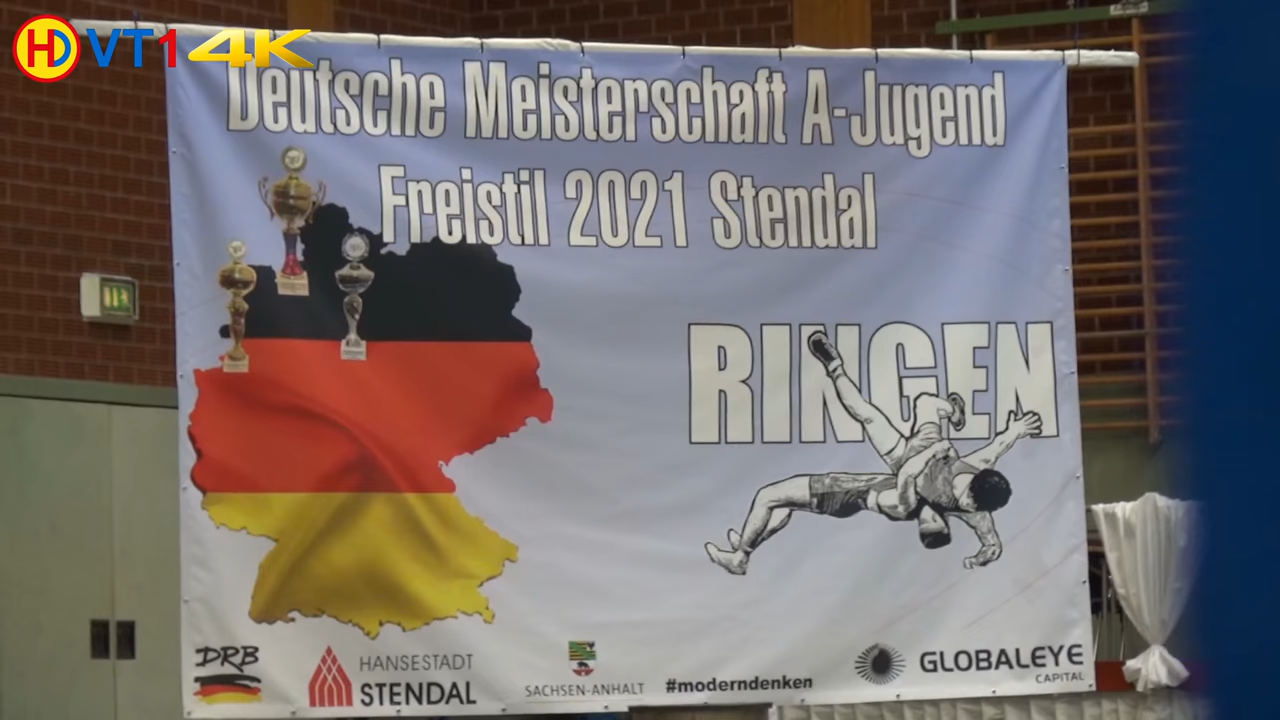 HD VT1 4K
Deutsche Meisterschaft A-Jugend
Freistil 2021 Stendal
RINGEN
DRB
HANSESTADT
STENDAL
SACHSEN-ANHALT
#moderndenken
GLOBALEYE
CAPITAL